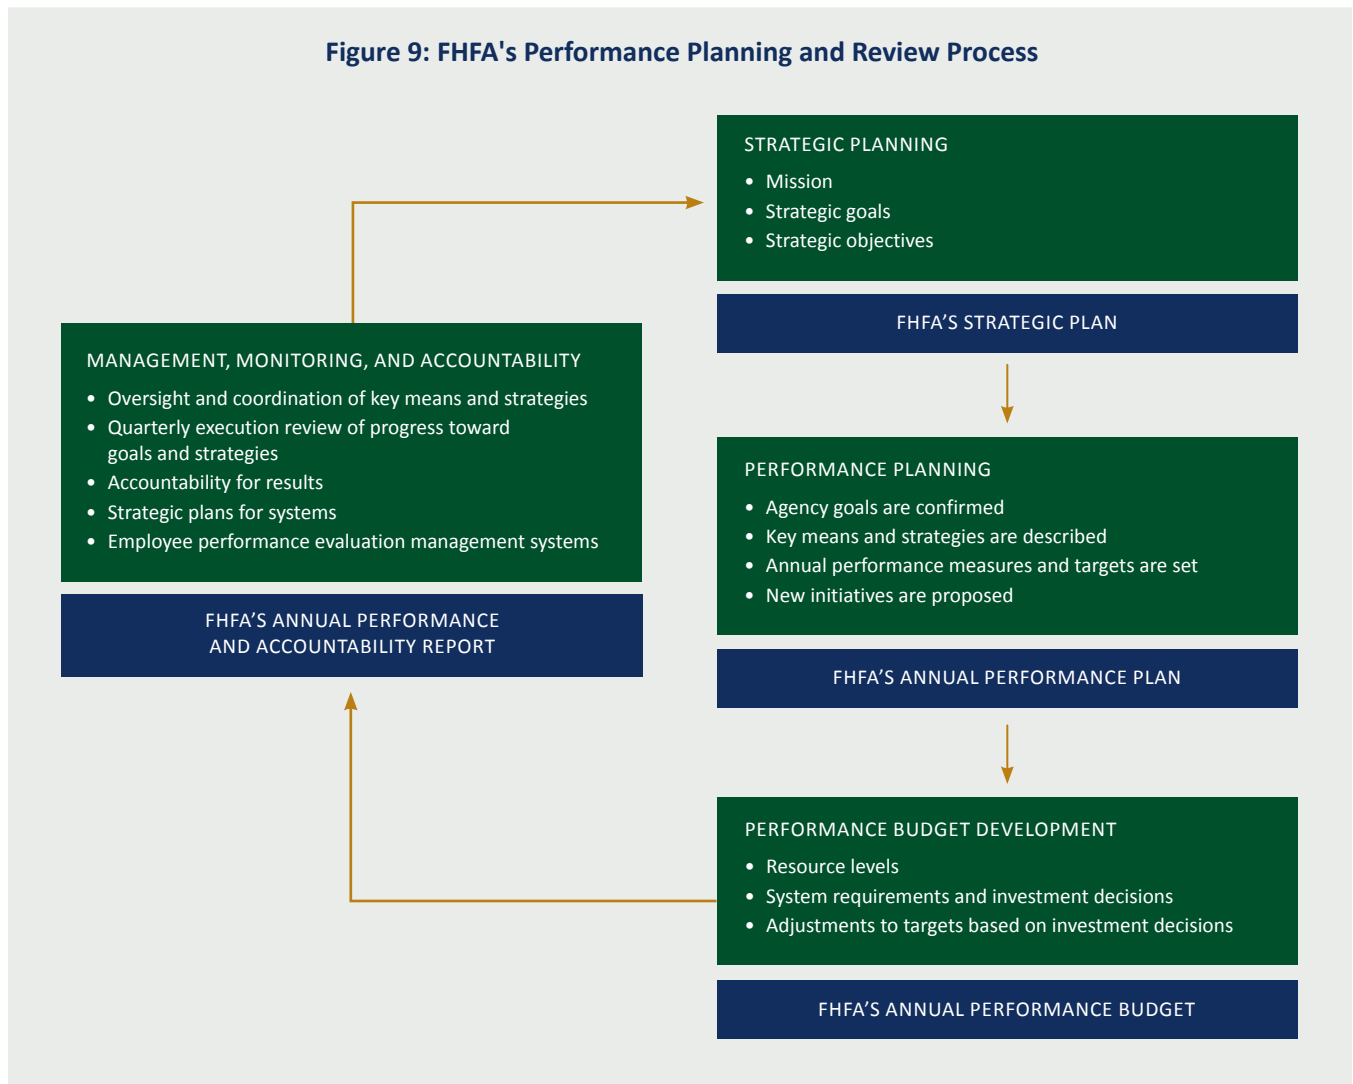 Figure 9: FHFA's Performance Planning and Review Process
STRATEGIC PLANNING
• Mission
• Strategic goals
• Strategic objectives
FHFA’S STRATEGIC PLAN
PERFORMANCE PLANNING
• Agency goals are confirmed
• Key means and strategies are described
• Annual performance measures and targets are set
• New initiatives are proposed
FHFA’S ANNUAL PERFORMANCE PLAN
PERFORMANCE BUDGET DEVELOPMENT
• Resource levels
• System requirements and investment decisions
• Adjustments to targets based on investment decisions
FHFA’S ANNUAL PERFORMANCE BUDGET
MANAGEMENT, MONITORING, AND ACCOUNTABILITY
• Oversight and coordination of key means and strategies
• Quarterly execution review of progress toward
goals and strategies
• Accountability for results
• Strategic plans for systems
• Employee performance evaluation management systems
FHFA’S ANNUAL PERFORMANCE
AND ACCOUNTABILITY REPORT